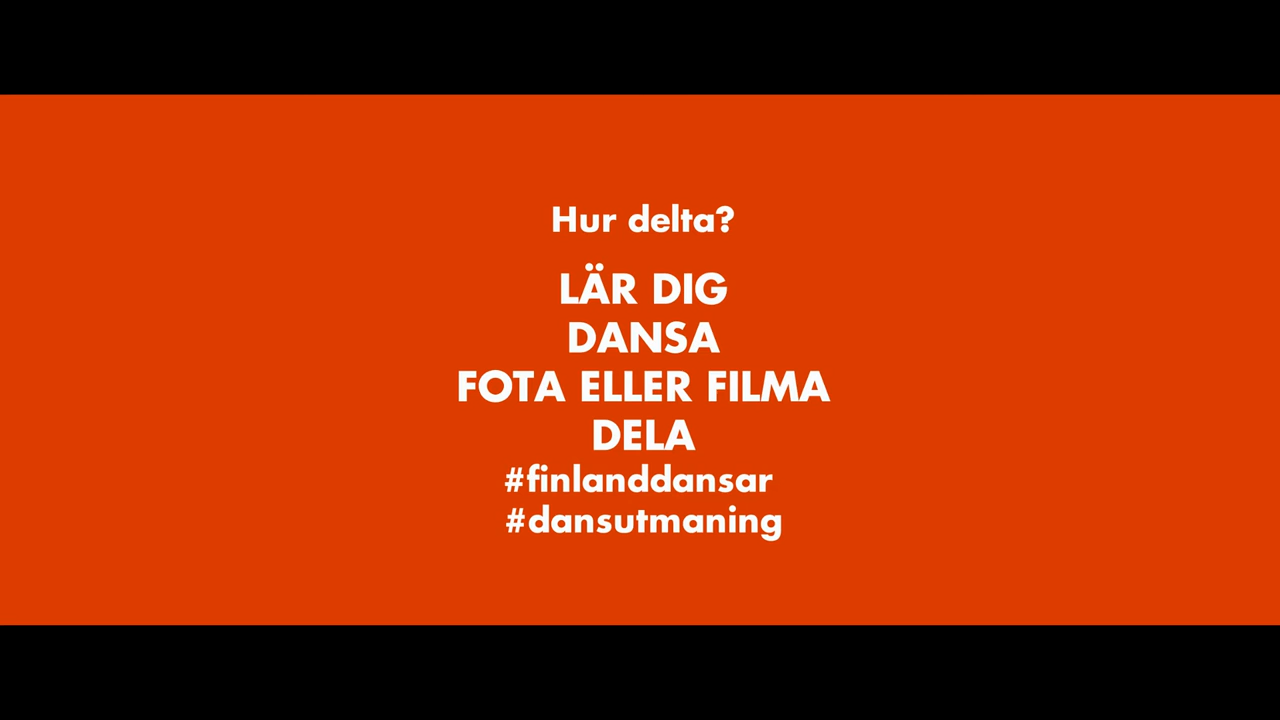 Hur delta?
LÄR DIG
DANSA
FOTA ELLER FILMA
DELA
#finlanddansar
#dansutmaning